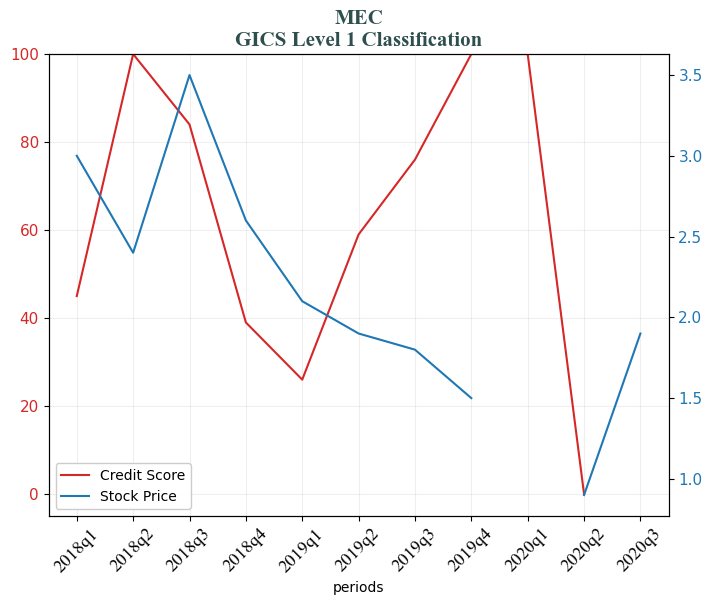 MEC
GICS Level 1 Classification
100
80
60
40
20
0
3.5
3.0
2.5
2.0
1.5
1.0
Credit Score
Stock Price
2018q1
2018q2
2018q3
2018q4
2019q1
2019q2
2019q3
2019q4
2020q1
2020q2
2020q3
periods